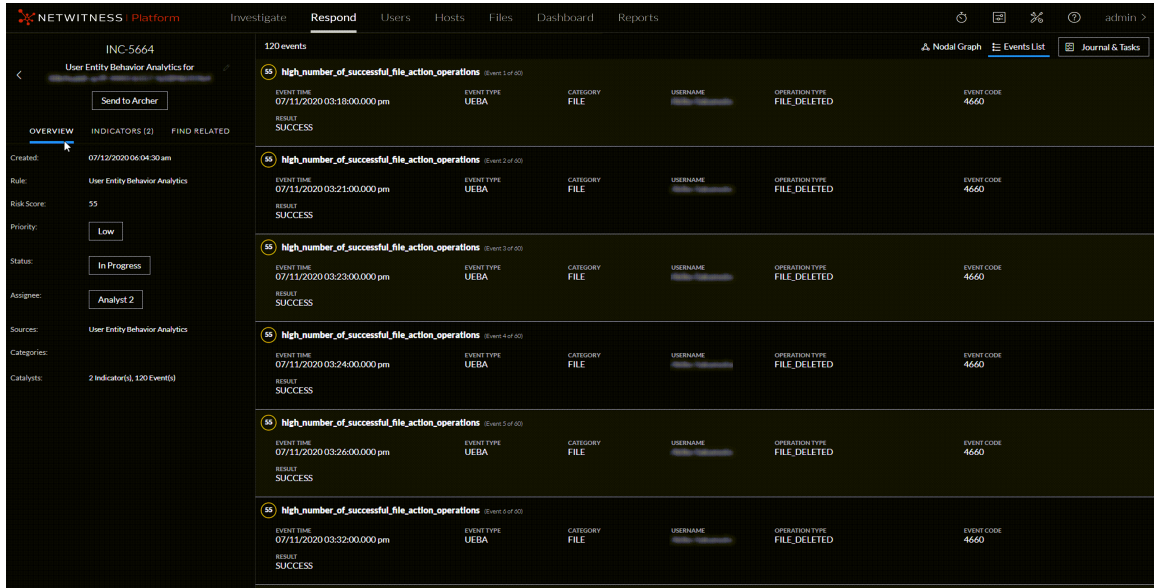 NETWITNESS Platform Investigate Respond Users Hosts Files Dashboard Reports admin >
INC-5664
User Entity Behavior Analytics for
Send to Archer
OVERVIEW INDICATORS (2) FIND RELATED
Created: 07/12/2020 06:04:30 am
Rule: User Entity Behavior Analytics
Risk Score: 55
Priority: Low
Status: In Progress
Assignee: Analyst 2
Sources: User Entity Behavior Analytics
Categories:
Catalysts: 2 Indicator(s), 120 Event(s)
120 events Nodal Graph Events List Journal & Tasks
55 high_number_of_successful_file_action_operations (Event 1 of 60)
EVENT TIME EVENT TYPE CATEGORY USERNAME OPERATION TYPE EVENT CODE
07/11/2020 03:18:00.000 pm UEBA FILE FILE_DELETED 4660
RESULT
SUCCESS
55 high_number_of_successful_file_action_operations (Event 2 of 60)
EVENT TIME EVENT TYPE CATEGORY USERNAME OPERATION TYPE EVENT CODE
07/11/2020 03:21:00.000 pm UEBA FILE FILE_DELETED 4660
RESULT
SUCCESS
55 high_number_of_successful_file_action_operations (Event 3 of 60)
EVENT TIME EVENT TYPE CATEGORY USERNAME OPERATION TYPE EVENT CODE
07/11/2020 03:23:00.000 pm UEBA FILE FILE_DELETED 4660
RESULT
SUCCESS
55 high_number_of_successful_file_action_operations (Event 4 of 60)
EVENT TIME EVENT TYPE CATEGORY USERNAME OPERATION TYPE EVENT CODE
07/11/2020 03:24:00.000 pm UEBA FILE FILE_DELETED 4660
RESULT
SUCCESS
55 high_number_of_successful_file_action_operations (Event 5 of 60)
EVENT TIME EVENT TYPE CATEGORY USERNAME OPERATION TYPE EVENT CODE
07/11/2020 03:26:00.000 pm UEBA FILE FILE_DELETED 4660
RESULT
SUCCESS
55 high_number_of_successful_file_action_operations (Event 6 of 60)
EVENT TIME EVENT TYPE CATEGORY USERNAME OPERATION TYPE EVENT CODE
07/11/2020 03:32:00.000 pm UEBA FILE FILE_DELETED 4660
RESULT
SUCCESS